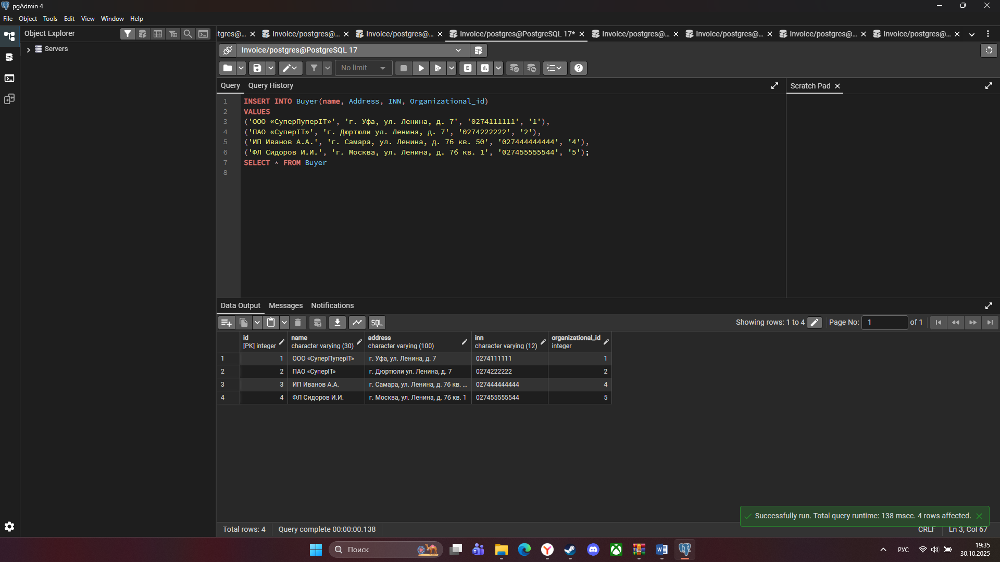 pgAdmin 4
File Object Tools Edit View Window Help
Object Explorer
Servers
stgres@...
Invoice/postgres@...
Invoice/postgres@...
Invoice/postgres@PostgreSQL 17*
Invoice/postgres@...
Invoice/postgres@...
Invoice/postgres@...
Invoice/postgres@...
Invoice/postgres@PostgreSQL 17
No limit
E
Query Query History
Scratch Pad
1 INSERT INTO Buyer(name, Address, INN, Organizational_id)
2 VALUES
3 ('ООО «СуперПуперIT»', 'г. Уфа, ул. Ленина, д. 7', '0274111111', '1'),
4 ('ПАО «СуперIT»', 'г. Дюртюли ул. Ленина, д. 7', '0274222222', '2'),
5 ('ИП Иванов А.А.', 'г. Самара, ул. Ленина, д. 76 кв. 50', '027444444444', '4'),
6 ('ФЛ Сидоров И.И.', 'г. Москва, ул. Ленина, д. 76 кв. 1', '027455555544', '5');
7 SELECT * FROM Buyer
8
Data Output Messages Notifications
SQL
Showing rows: 1 to 4
Page No: 1 of 1
id [PK] integer
name character varying (30)
address character varying (100)
inn character varying (12)
organizational_id integer
1 1 ООО «СуперПуперIT» г. Уфа, ул. Ленина, д. 7 0274111111 1
2 2 ПАО «СуперIT» г. Дюртюли ул. Ленина, д. 7 0274222222 2
3 3 ИП Иванов А.А. г. Самара, ул. Ленина, д. 76 кв. ... 027444444444 4
4 4 ФЛ Сидоров И.И. г. Москва, ул. Ленина, д. 76 кв. 1 027455555544 5
Successfully run. Total query runtime: 138 msec. 4 rows affected.
Total rows: 4 Query complete 00:00:00.138
CRLF Ln 3, Col 67
Поиск
РУС
19:35
30.10.2025